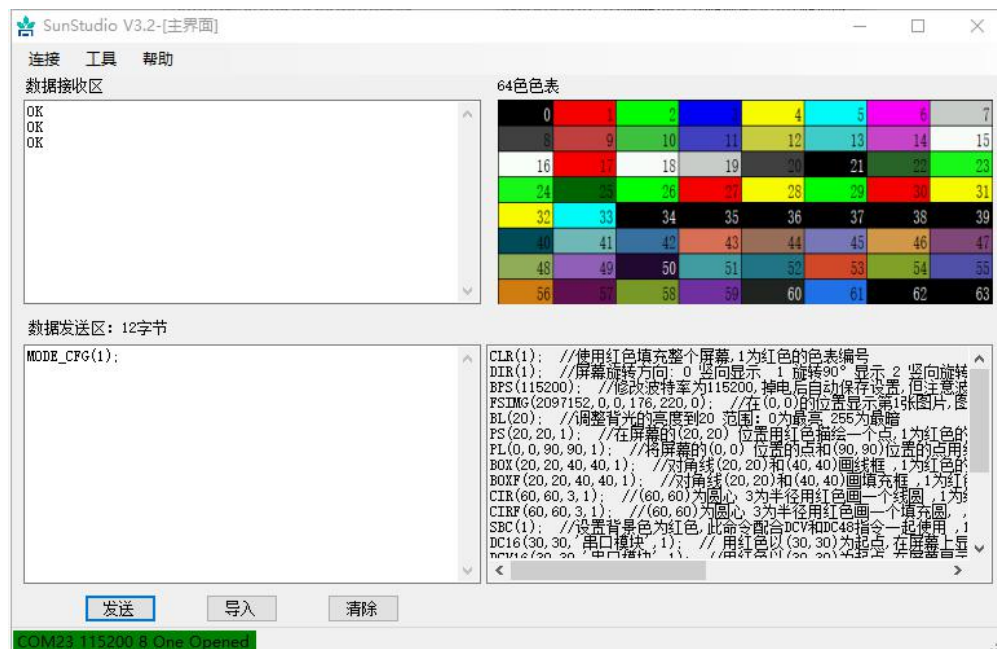 SunStudio V3.2-[主界面]
连接 工具 帮助
数据接收区
OK
OK
OK
64色色表
0 1 2 3 4 5 6 7
8 9 10 11 12 13 14 15
16 17 18 19 20 21 22 23
24 25 26 27 28 29 30 31
32 33 34 35 36 37 38 39
40 41 42 43 44 45 46 47
48 49 50 51 52 53 54 55
56 57 58 59 60 61 62 63
数据发送区: 12字节
MODE_CFG(1);
CLR(1); //使用红色填充整个屏幕,1为红色的色表编号
DIR(1); //屏幕旋转方向: 0 竖向显示 1 旋转90° 显示 2 竖向旋转
BPS(115200); //修改波特率为115200,掉电后自动保存设置,但注意波
FSIMG(2097152,0,0,176,220,0); //在(0,0)的位置显示第1张图片,图
BL(20); //调整背光的亮度到20 范围: 0为最亮 255为最暗
PS(20,20,1); //在屏幕的(20,20) 位置用红色描绘一个点,1为红色的
PL(0,0,90,90,1); //将屏幕的(0,0) 位置的点和(90,90)位置的点用
BOX(20,20,40,40,1); //对角线(20,20)和(40,40)画线框 ,1为红色的
BOXF(20,20,40,40,1); //对角线(20,20)和(40,40)画填充框 ,1为红
CIR(60,60,3,1); //(60,60)为圆心 3为半径用红色画一个线圆 ,1为
CIRF(60,60,3,1); //(60,60)为圆心 3为半径用红色画一个填充圆, ,
SBC(1); //设置背景色为红色,此命令配合DCV和DC48指令一起使用 ,1
DC16(30,30,'串口模块',1); // 用红色以(30,30)为起点,在屏幕上显
发送 导入 清除
COM23 115200 8 One Opened